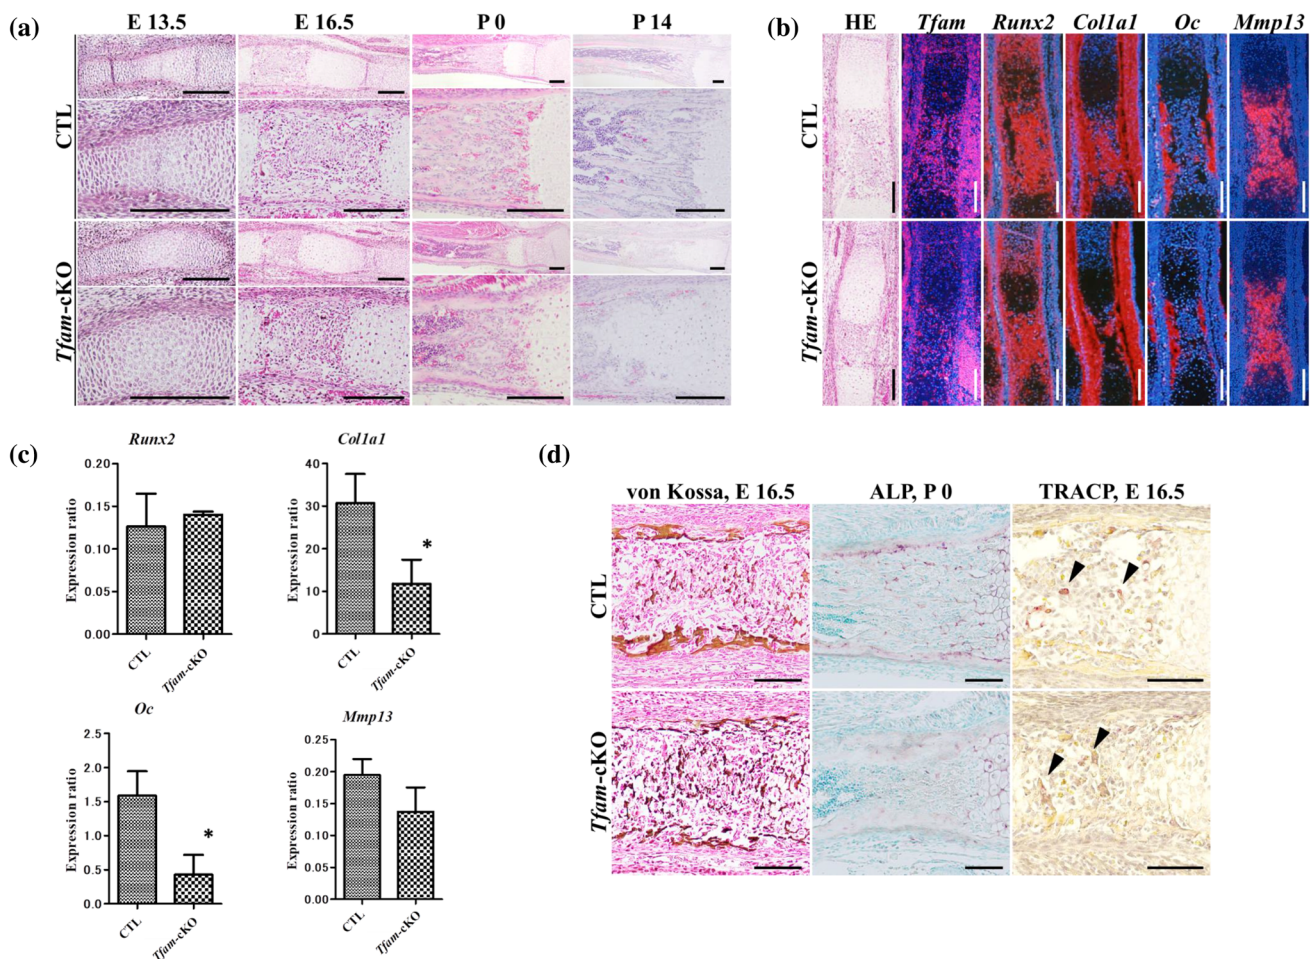 (a)
E 13.5 E 16.5 P 0 P 14
CTL
Tfam-cKO
(b)
HE Tfam Runx2 Col1a1 Oc Mmp13
CTL
Tfam-cKO
(c)
Runx2
Expression ratio
0.20
0.15
0.10
0.05
0.00
CTL
Tfam-cKO
Col1a1
Expression ratio
40
30
20
10
0
*
CTL
Tfam-cKO
Oc
Expression ratio
2.5
2.0
1.5
1.0
0.5
0.0
*
CTL
Tfam-cKO
Mmp13
Expression ratio
0.25
0.20
0.15
0.10
0.05
0.00
CTL
Tfam-cKO
(d)
von Kossa, E 16.5 ALP, P 0 TRACP, E 16.5
CTL
Tfam-cKO